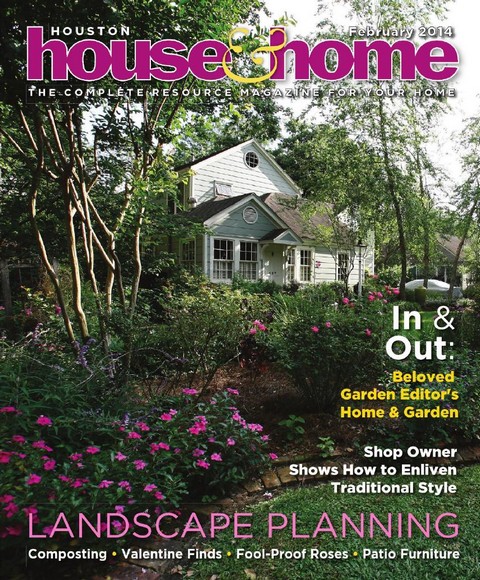 HOUSTON
February 2014
house&home
THE COMPLETE RESOURCE MAGAZINE FOR YOUR HOME
In &
Out:
Beloved
Garden Editor's
Home & Garden
Shop Owner
Shows How to Enliven
Traditional Style
LANDSCAPE PLANNING
Composting • Valentine Finds • Fool-Proof Roses • Patio Furniture